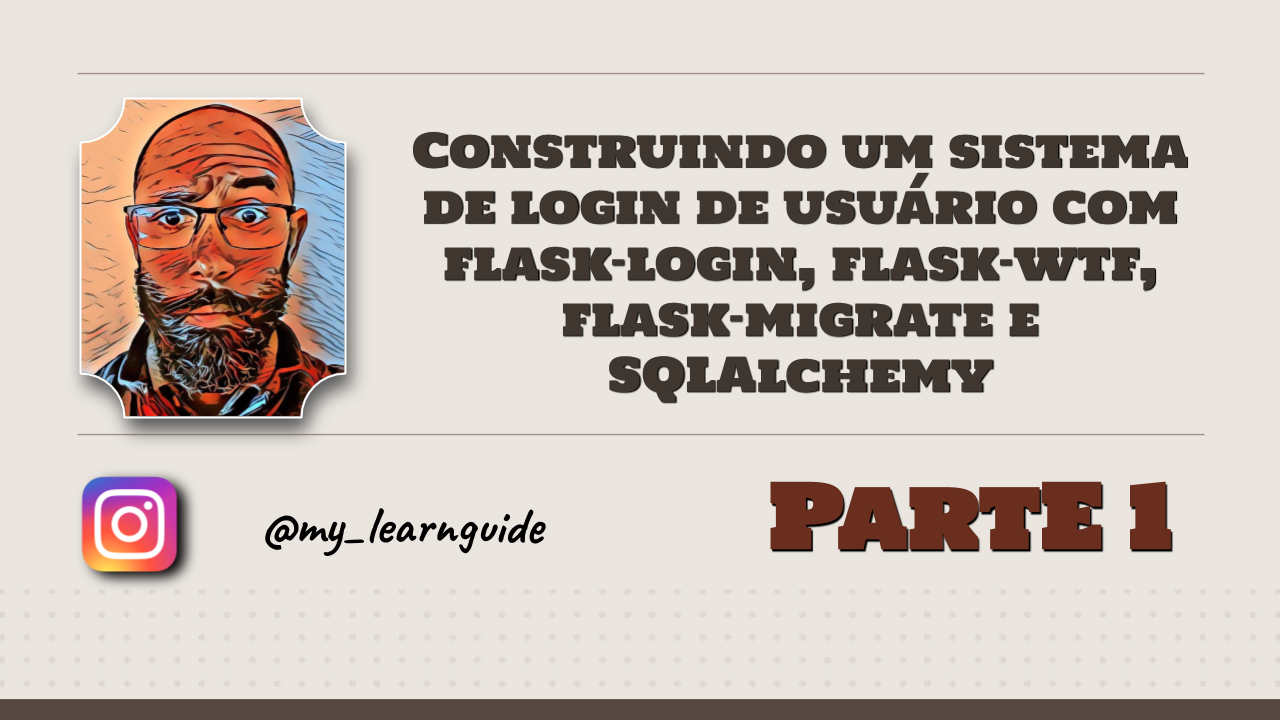 Construindo um sistema
de login de usuário com
flask-login, flask-wtf,
flask-migrate e
SQLAlchemy
@my_learnguide
Parte 1